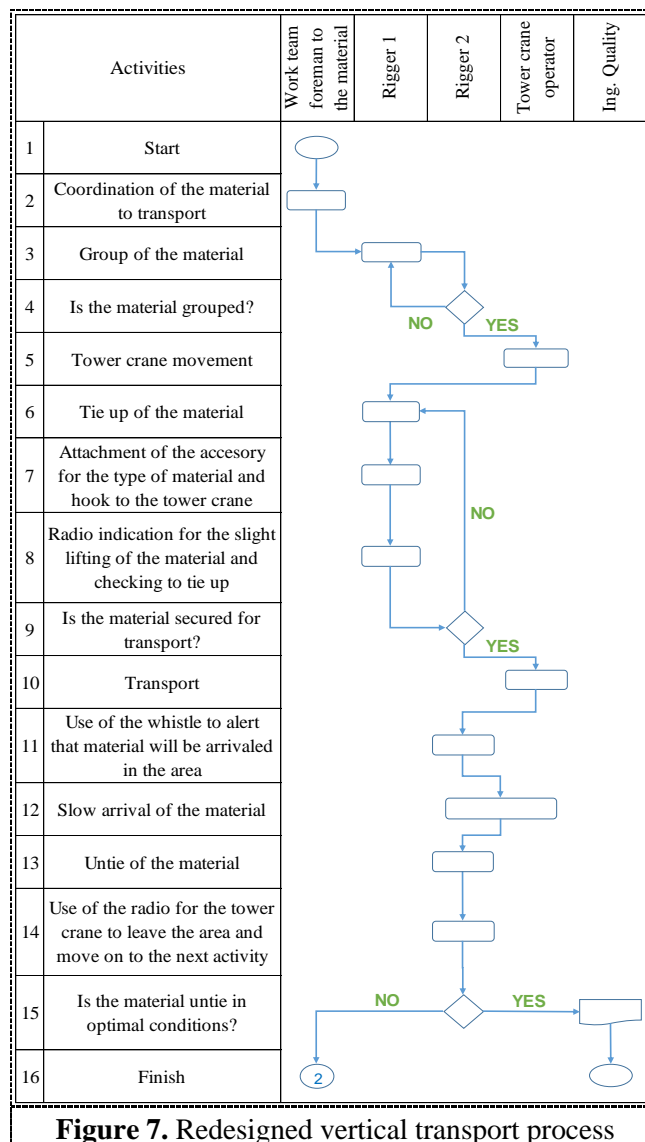 Activities
Work team
foreman to
the material
Rigger 1
Rigger 2
Tower crane
operator
Ing. Quality
1
Start
2
Coordination of the material
to transport
3
Group of the material
4
Is the material grouped?
NO
YES
5
Tower crane movement
6
Tie up of the material
7
Attachment of the accesory
for the type of material and
hook to the tower crane
NO
8
Radio indication for the slight
lifting of the material and
checking to tie up
9
Is the material secured for
transport?
YES
10
Transport
11
Use of the whistle to alert
that material will be arrivaled
in the area
12
Slow arrival of the material
13
Untie of the material
14
Use of the radio for the tower
crane to leave the area and
move on to the next activity
15
Is the material untie in
optimal conditions?
NO
YES
16
Finish
2
Figure 7. Redesigned vertical transport process